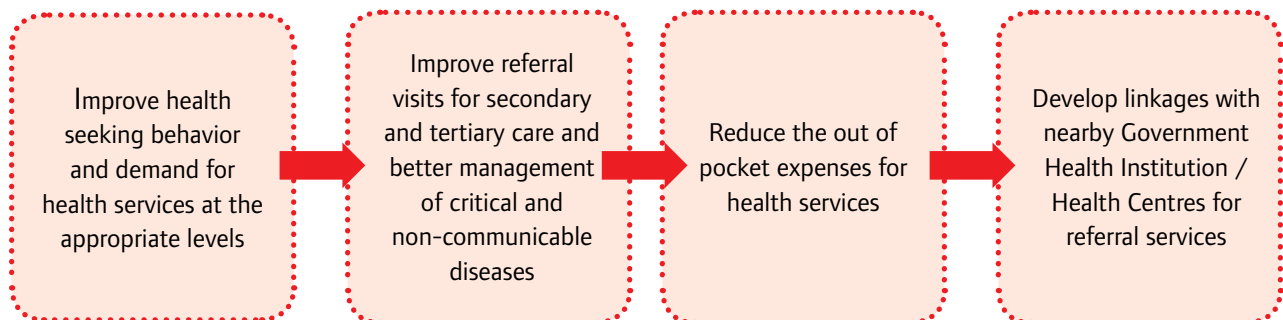 Improve health
seeking behavior
and demand for
health services at the
appropriate levels
Improve referral
visits for secondary
and tertiary care and
better management
of critical and
non-communicable
diseases
Reduce the out of
pocket expenses for
health services
Develop linkages with
nearby Government
Health Institution /
Health Centres for
referral services